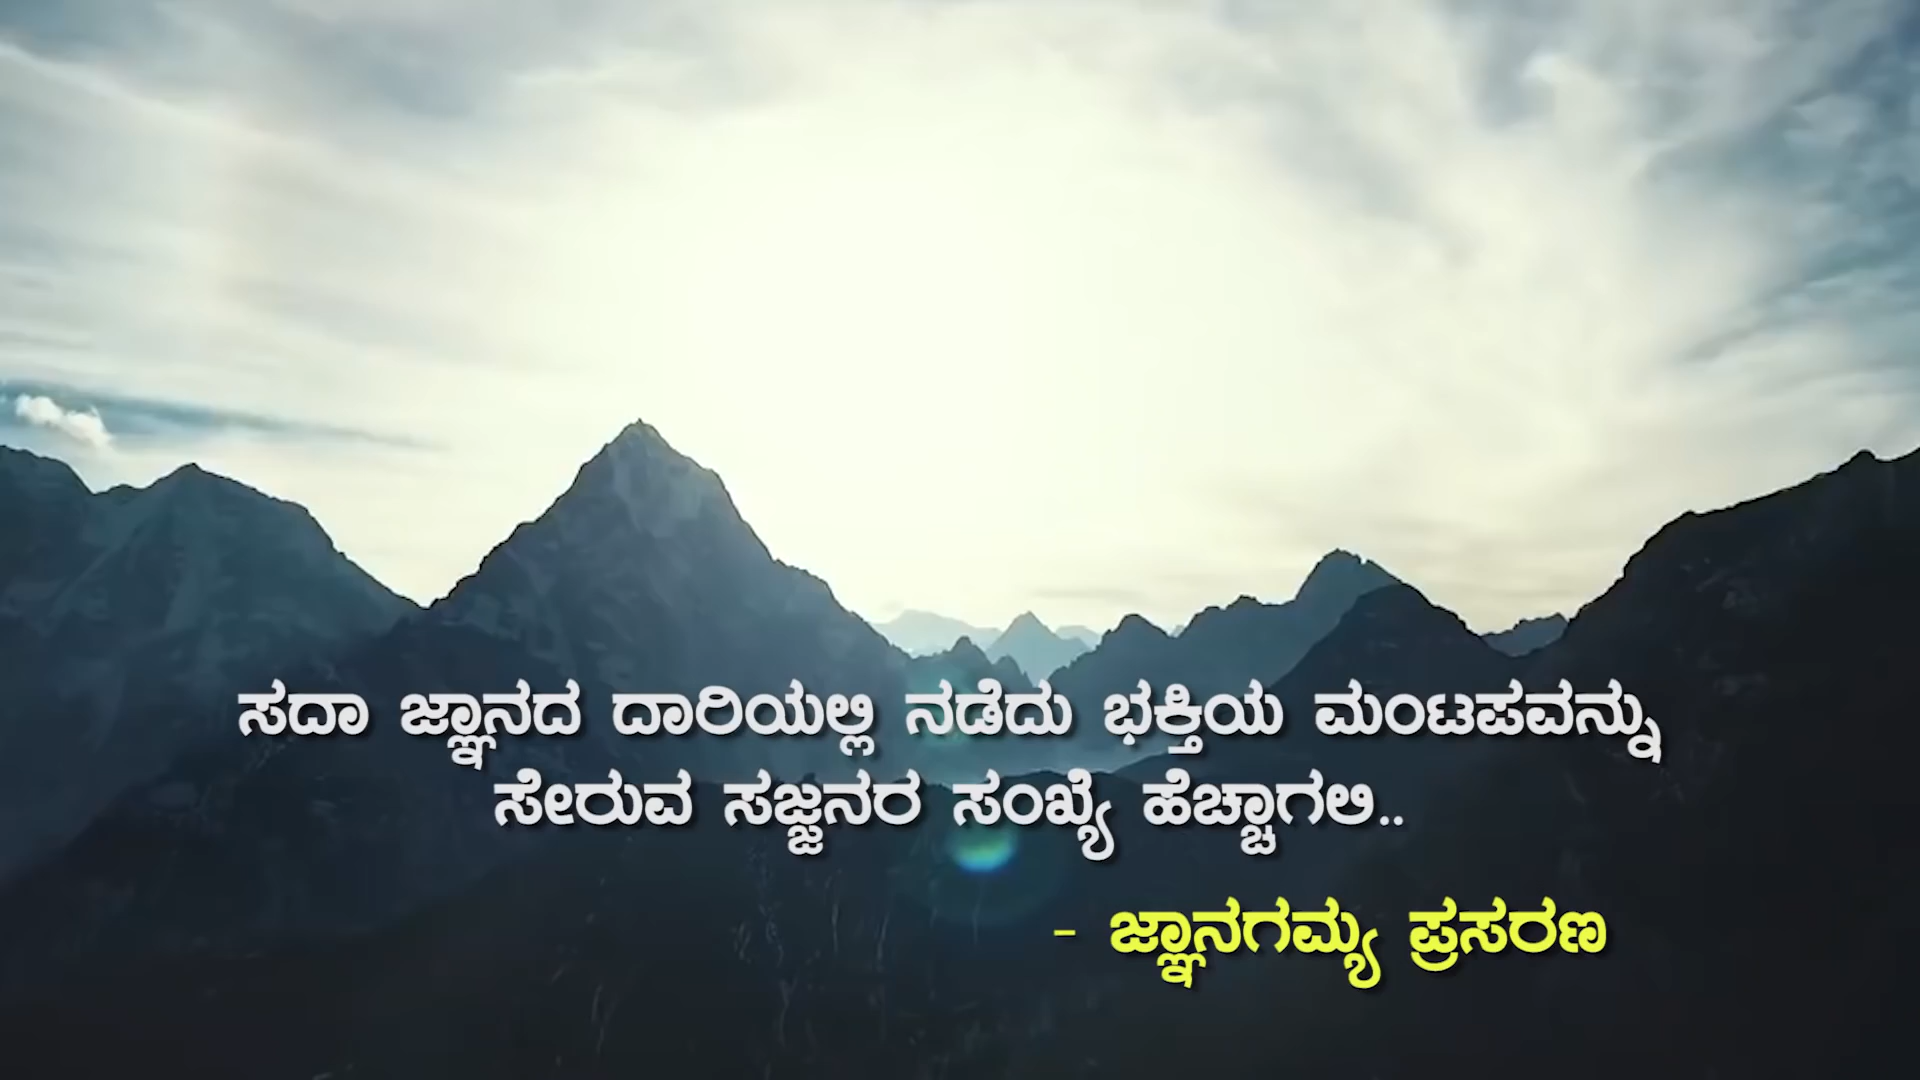 ಸದಾ ಜ್ಞಾನದ ದಾರಿಯಲ್ಲಿ ನಡೆದು ಭಕ್ತಿಯ ಮಂಟಪವನ್ನು
ಸೇರುವ ಸಜ್ಜನರ ಸಂಖ್ಯೆ ಹೆಚ್ಚಾಗಲಿ..
- ಜ್ಞಾನಗಮ್ಯ ಪ್ರಸರಣ